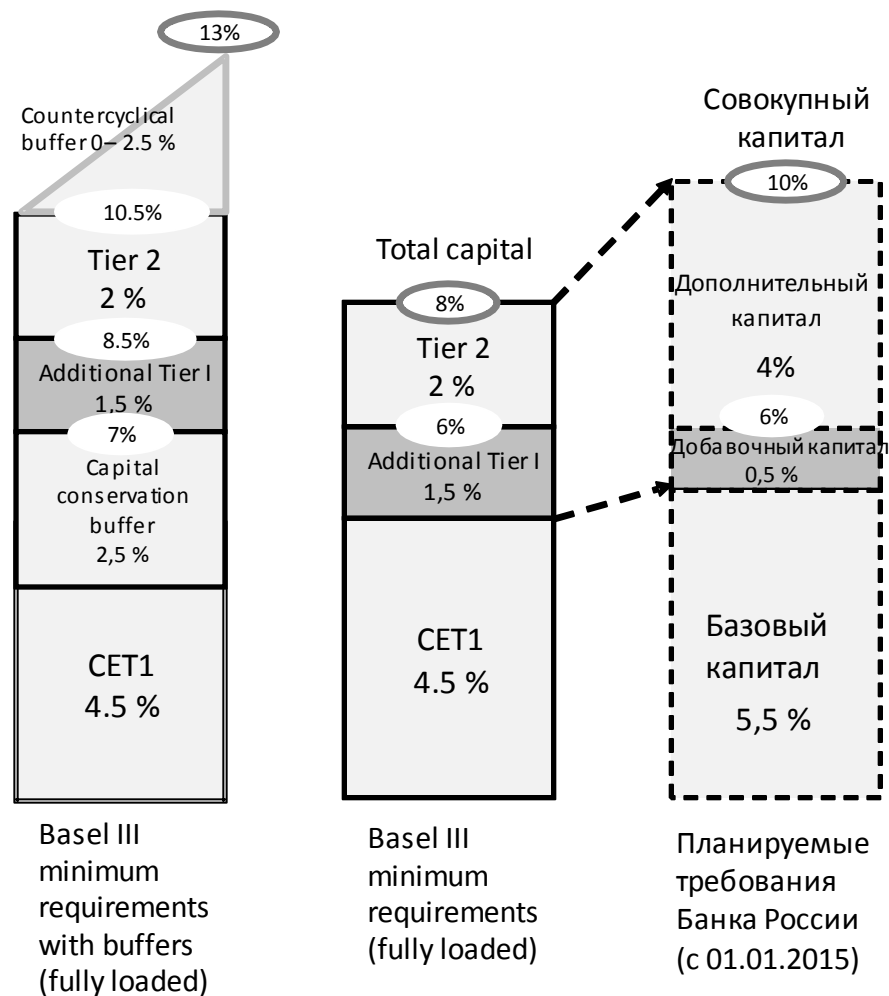 13%
Countercyclical
buffer 0– 2.5 %
10.5%
Tier 2
2 %
8.5%
Additional Tier I
1,5 %
7%
Capital
conservation
buffer
2,5 %
CET1
4.5 %
Basel III
minimum
requirements
with buffers
(fully loaded)
Total capital
8%
Tier 2
2 %
6%
Additional Tier I
1,5 %
CET1
4.5 %
Basel III
minimum
requirements
(fully loaded)
Совокупный
капитал
10%
Дополнительный
капитал
4%
6%
Добавочный капитал
0,5 %
Базовый
капитал
5,5 %
Планируемые
требования
Банка России
(с 01.01.2015)